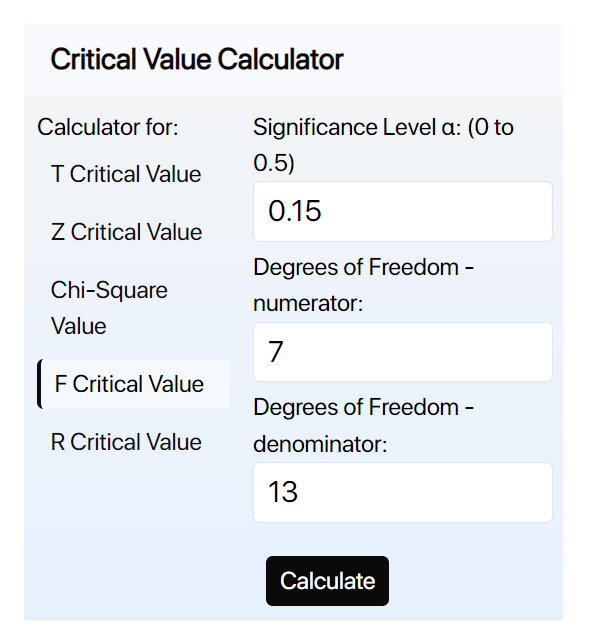 Critical Value Calculator
Calculator for:
T Critical Value
Z Critical Value
Chi-Square
Value
F Critical Value
R Critical Value
Significance Level α: (0 to
0.5)
0.15
Degrees of Freedom -
numerator:
7
Degrees of Freedom -
denominator:
13
Calculate